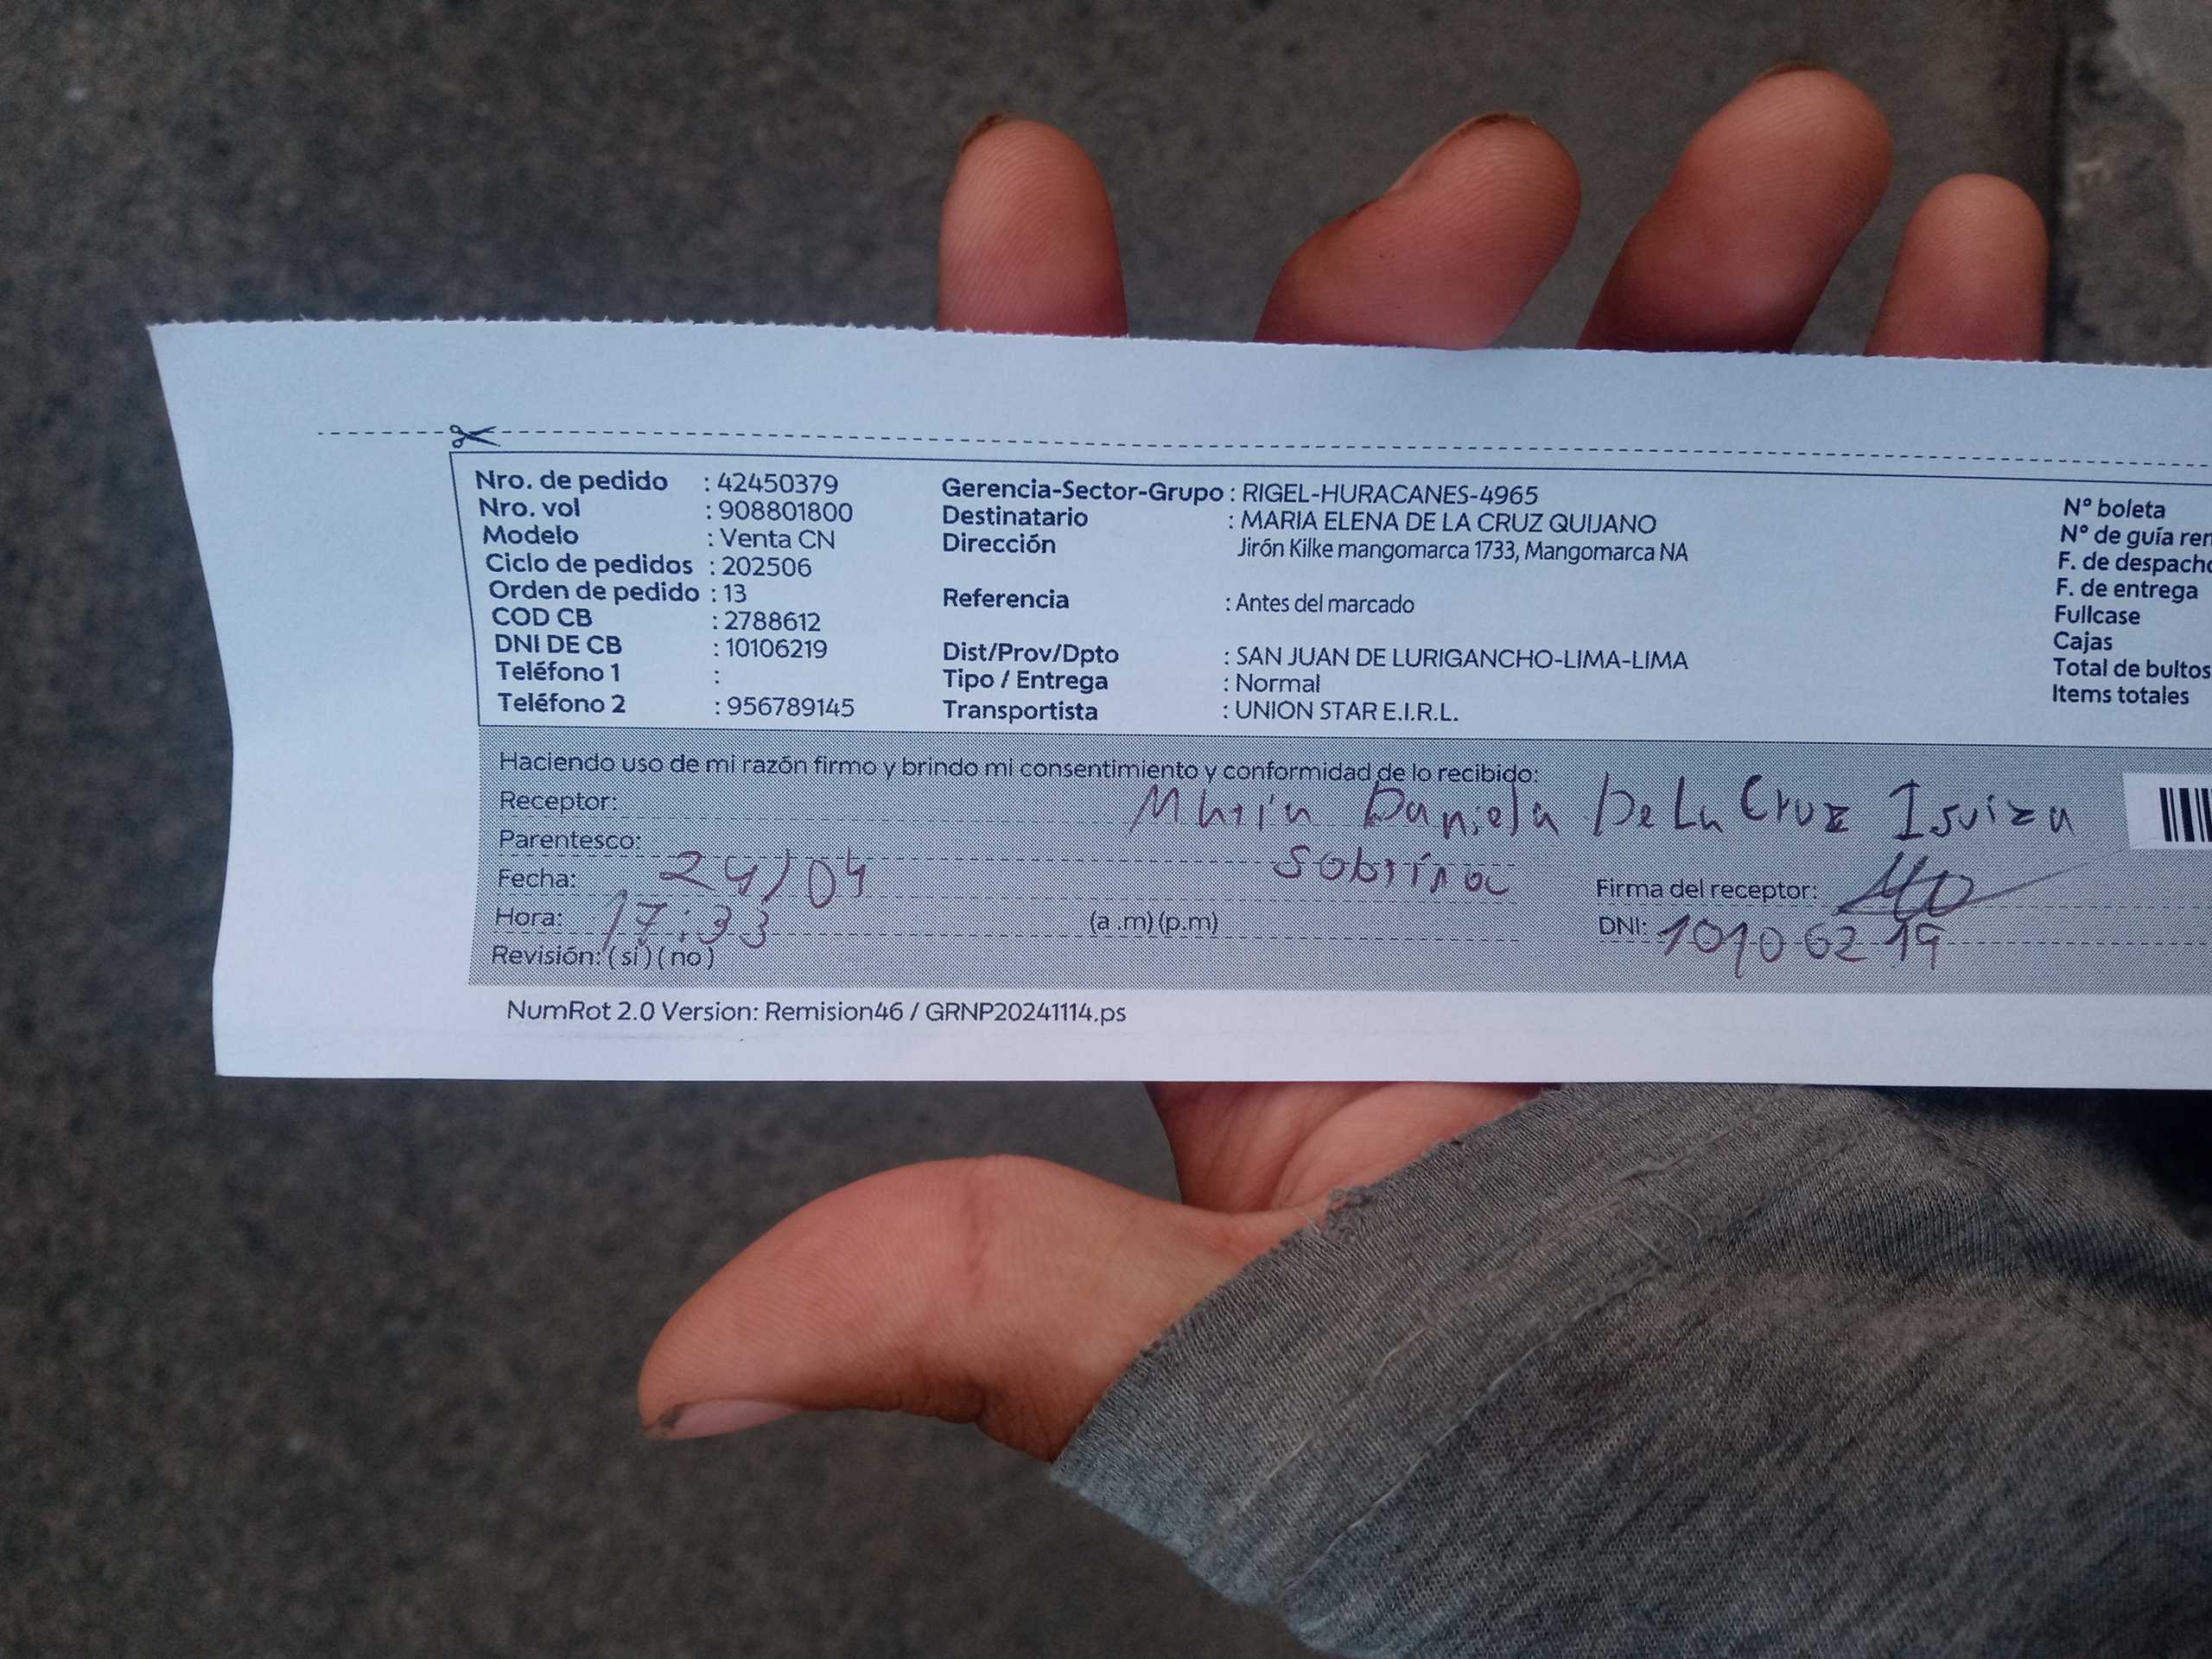 Nro. de pedido : 42450379
Nro. vol : 908801800
Modelo : Venta CN
Ciclo de pedidos : 202506
Orden de pedido : 13
COD CB : 2788612
DNI DE CB : 10106219
Teléfono 1 :
Teléfono 2 : 956789145
Gerencia-Sector-Grupo : RIGEL-HURACANES-4965
Destinatario : MARIA ELENA DE LA CRUZ QUIJANO
Dirección Jirón Kilke mangomarca 1733, Mangomarca NA
Referencia : Antes del marcado
Dist/Prov/Dpto : SAN JUAN DE LURIGANCHO-LIMA-LIMA
Tipo / Entrega : Normal
Transportista : UNION STAR E.I.R.L.
Nº boleta
Nº de guía rem
F. de despacho
F. de entrega
Fullcase
Cajas
Total de bultos
Items totales
Haciendo uso de mi razón firmo y brindo mi consentimiento y conformidad de lo recibido:
Receptor: María Daniela De La Cruz Isuiza
Parentesco: Sobrina
Fecha: 24/04
Firma del receptor:
Hora: 17:33 (a .m) (p.m)
DNI: 10106219
Revisión: (si) (no)
NumRot 2.0 Version: Remision46 / GRNP20241114.ps